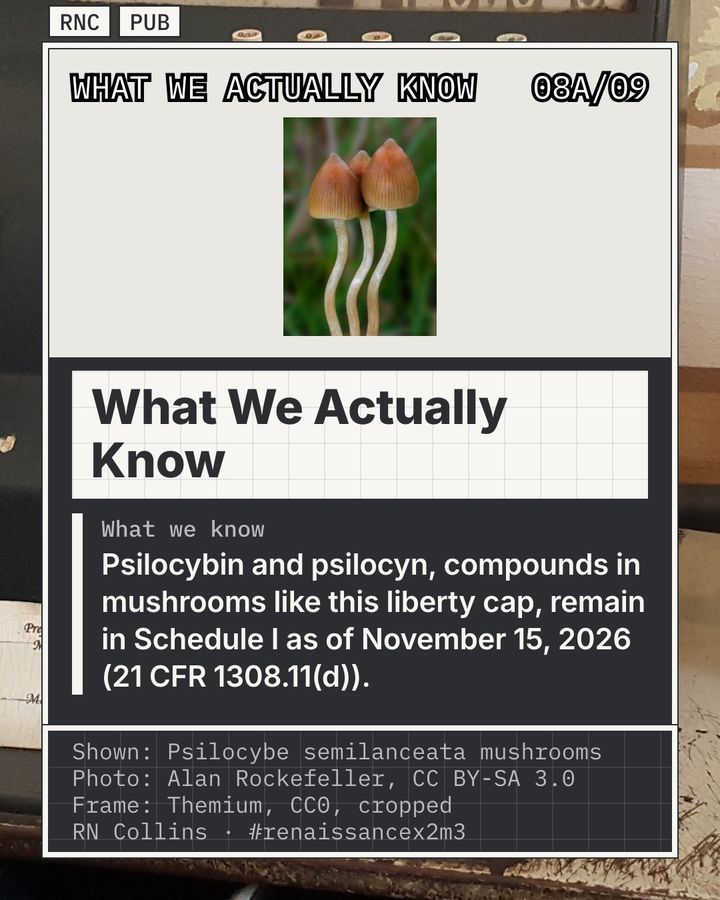 RNC PUB
WHAT WE ACTUALLY KNOW 08A/09
What We Actually
Know
What we know
Psilocybin and psilocyn, compounds in
mushrooms like this liberty cap, remain
in Schedule I as of November 15, 2026
(21 CFR 1308.11(d)).
Shown: Psilocybe semilanceata mushrooms
Photo: Alan Rockefeller, CC BY-SA 3.0
Frame: Themium, CC0, cropped
RN Collins · #renaissancex2m3